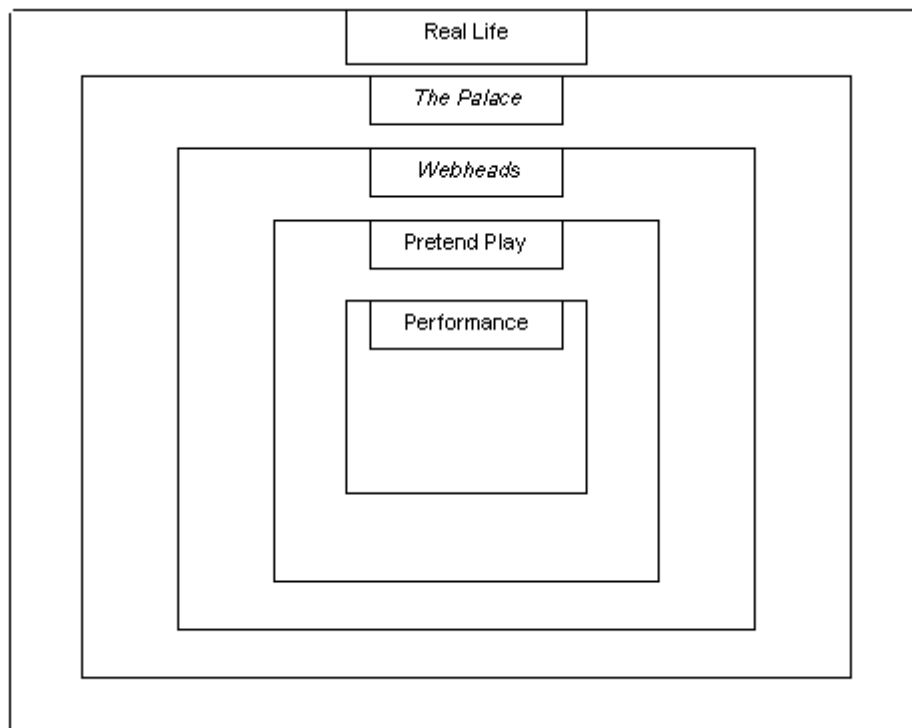 Real Life
The Palace
Webheads
Pretend Play
Performance